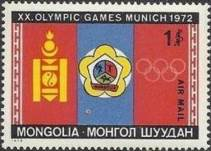 XX. OLYMPIC GAMES MUNICH 1972
1
AIR MAIL
MONGOLIA - МОНГОЛ ШУУДАН